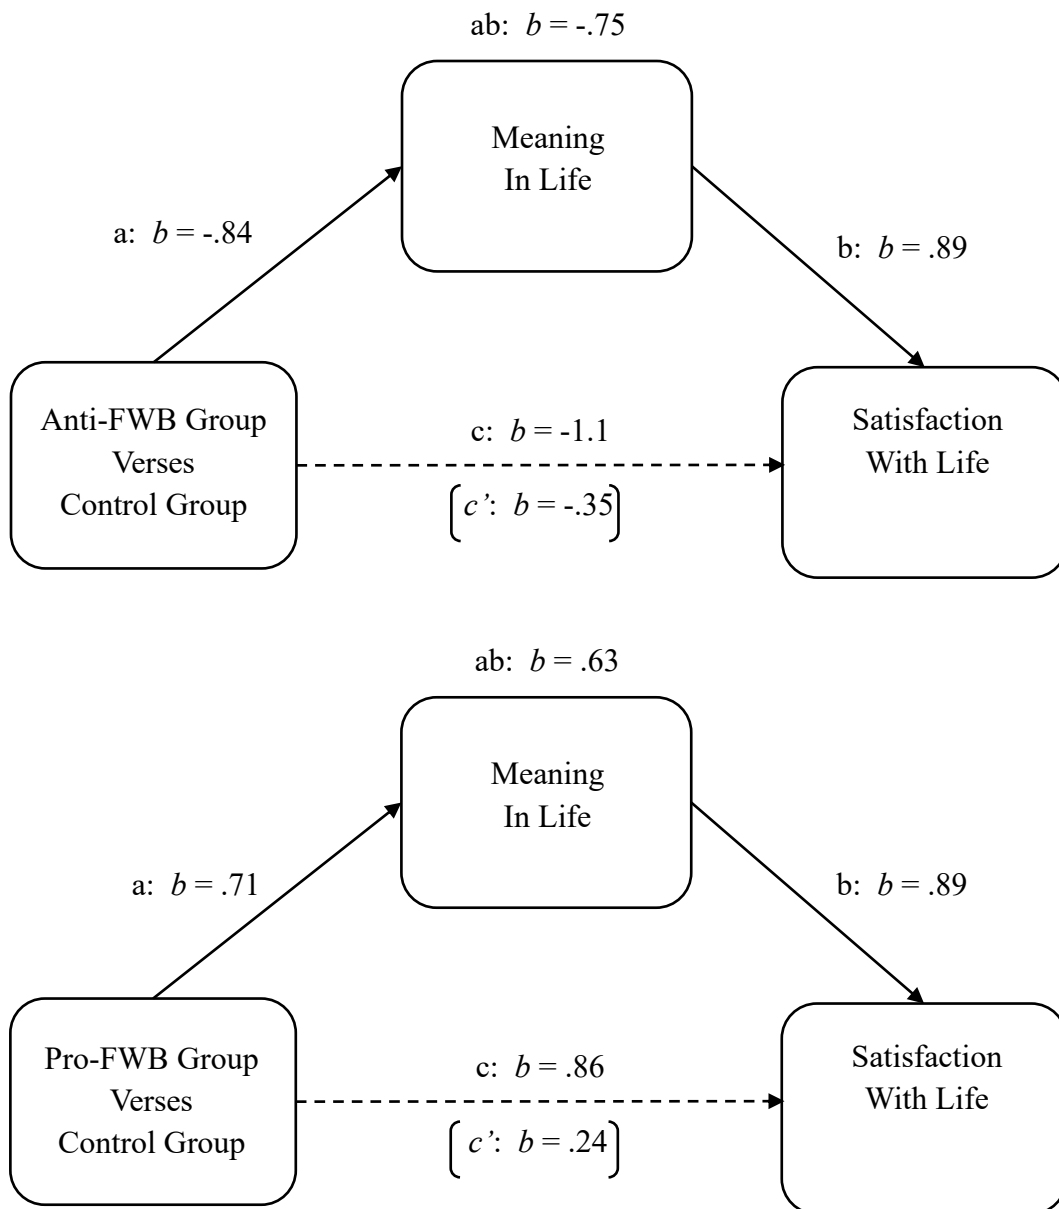 ab: b = -.75
Meaning
In Life
a: b = -.84
b: b = .89
Anti-FWB Group
Verses
Control Group
c: b = -1.1
[c’: b = -.35]
Satisfaction
With Life
ab: b = .63
Meaning
In Life
a: b = .71
b: b = .89
Pro-FWB Group
Verses
Control Group
c: b = .86
[c’: b = .24]
Satisfaction
With Life